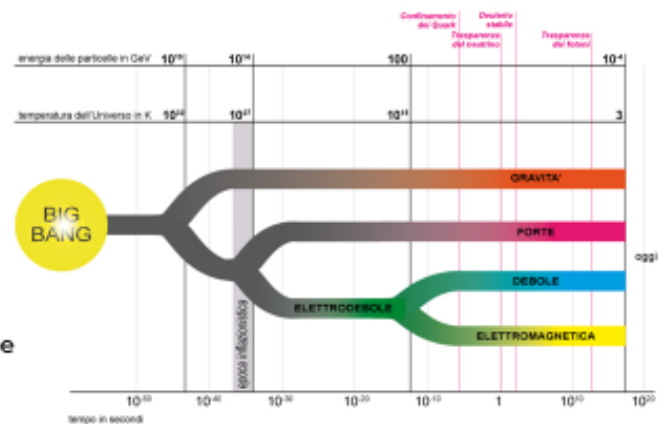 Confinamento
dei Quark
Deuterio
stabile
Trasparenza
del neutrino
Trasparenza
dei fotoni
energia delle particelle in GeV 10¹⁹ 10¹⁴ 100 10⁻⁴
temperatura dell'Universo in K 10³² 10²⁷ 10¹⁵ 3
GRAVITA'
BIG
BANG
FORTE
oggi
DEBOLE
ELETTRODEBOLE
ELETTROMAGNETICA
epoca inflazionistica
e
10⁻⁵⁰ 10⁻⁴⁰ 10⁻³⁰ 10⁻²⁰ 10⁻¹⁰ 1 10¹⁰ 10²⁰
tempo in secondi